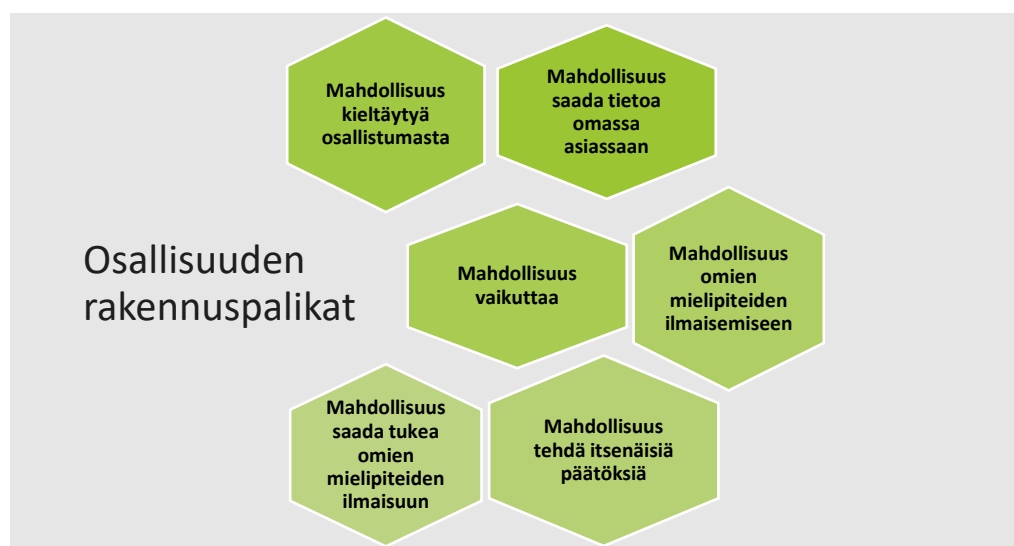 Osallisuuden
rakennuspalikat
Mahdollisuus
kieltäytyä
osallistumasta
Mahdollisuus
saada tietoa
omassa
asiassaan
Mahdollisuus
vaikuttaa
Mahdollisuus
omien
mielipiteiden
ilmaisemiseen
Mahdollisuus
saada tukea
omien
mielipiteiden
ilmaisuun
Mahdollisuus
tehdä itsenäisiä
päätöksiä